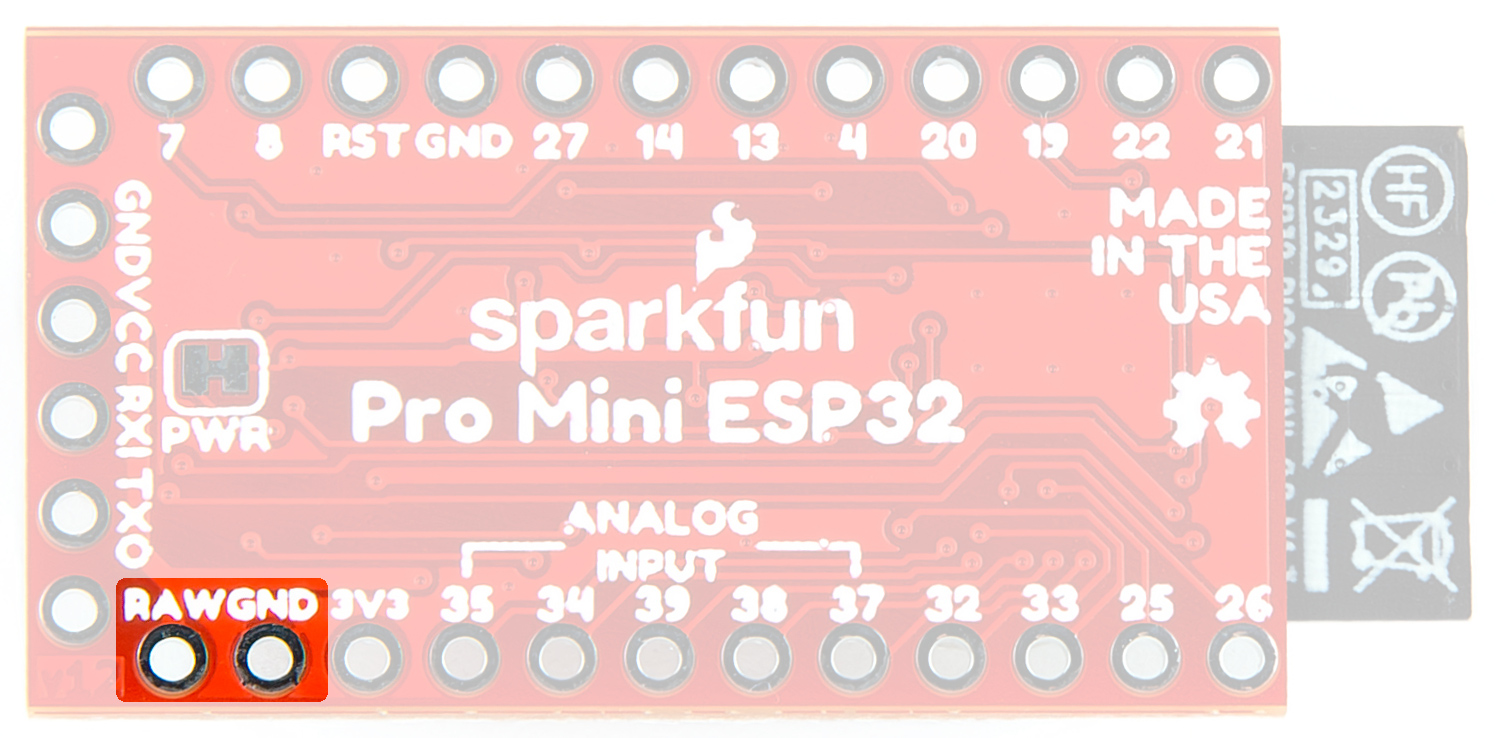 7 8 RST GND 27 14 13 4 20 19 22 21
GND VCC RXI TXO
MADE
IN THE
USA
sparkfun
Pro Mini ESP32
PWR
ANALOG
INPUT
RAW GND 3V3 35 34 39 38 37 32 33 25 26
v12
HF
2329
Pb